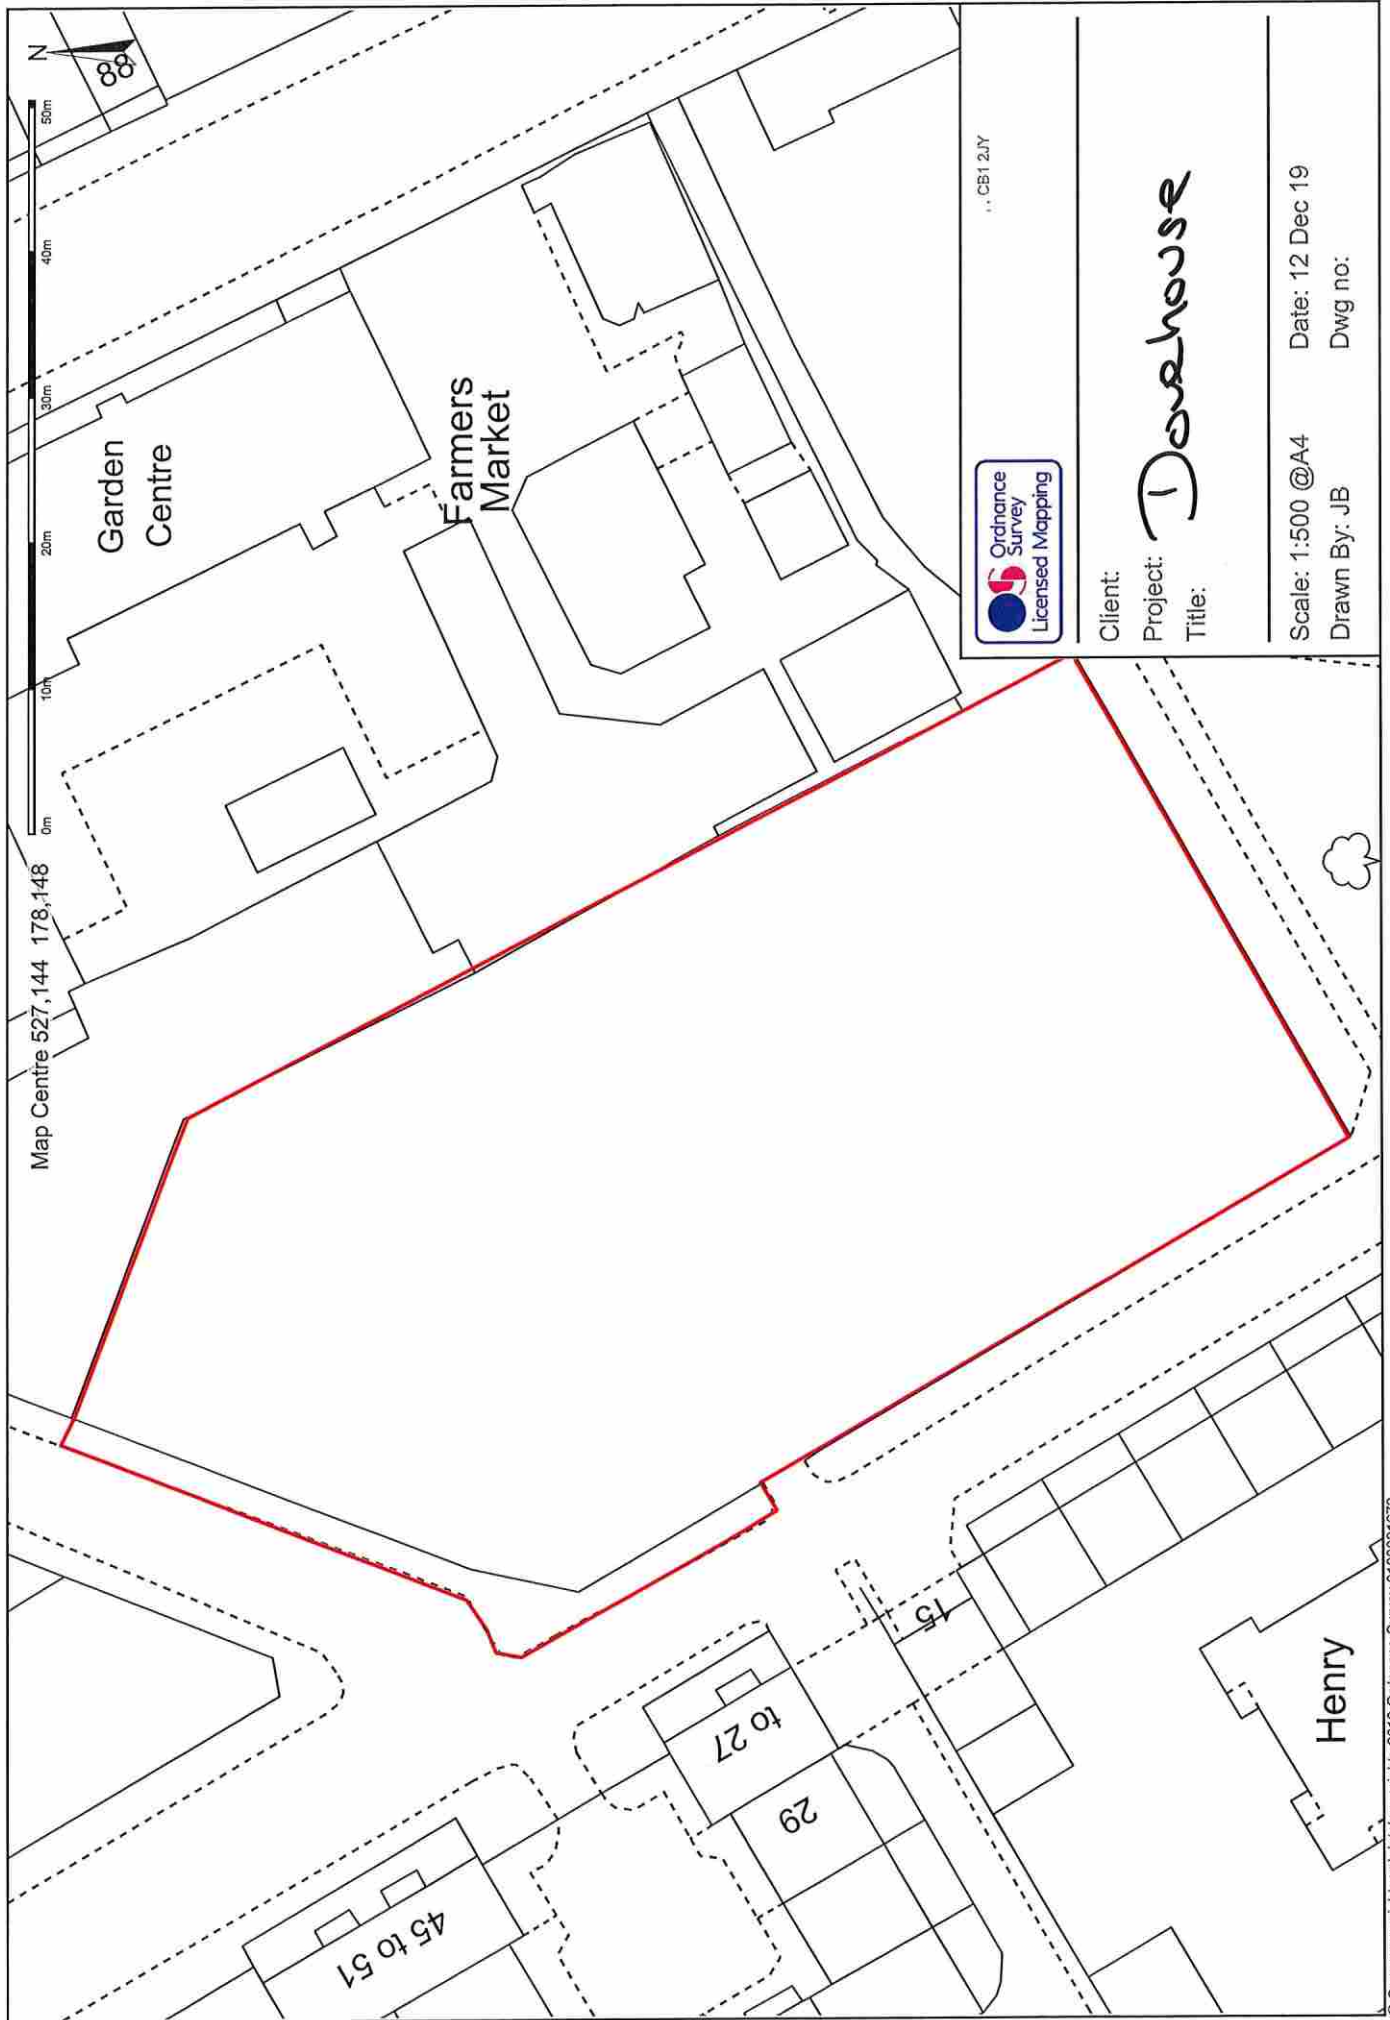 Map Centre 527,144 178,148
0m 10m 20m 30m 40m 50m
N
88
Garden
Centre
Farmers
Market
45 to 51
to 27
29
15
Henry
Ordnance
Survey
Licensed Mapping
, , CB1 2JY
Client:
Project: Dovehouse
Title:
Scale: 1:500 @A4 Date: 12 Dec 19
Drawn By: JB Dwg no: